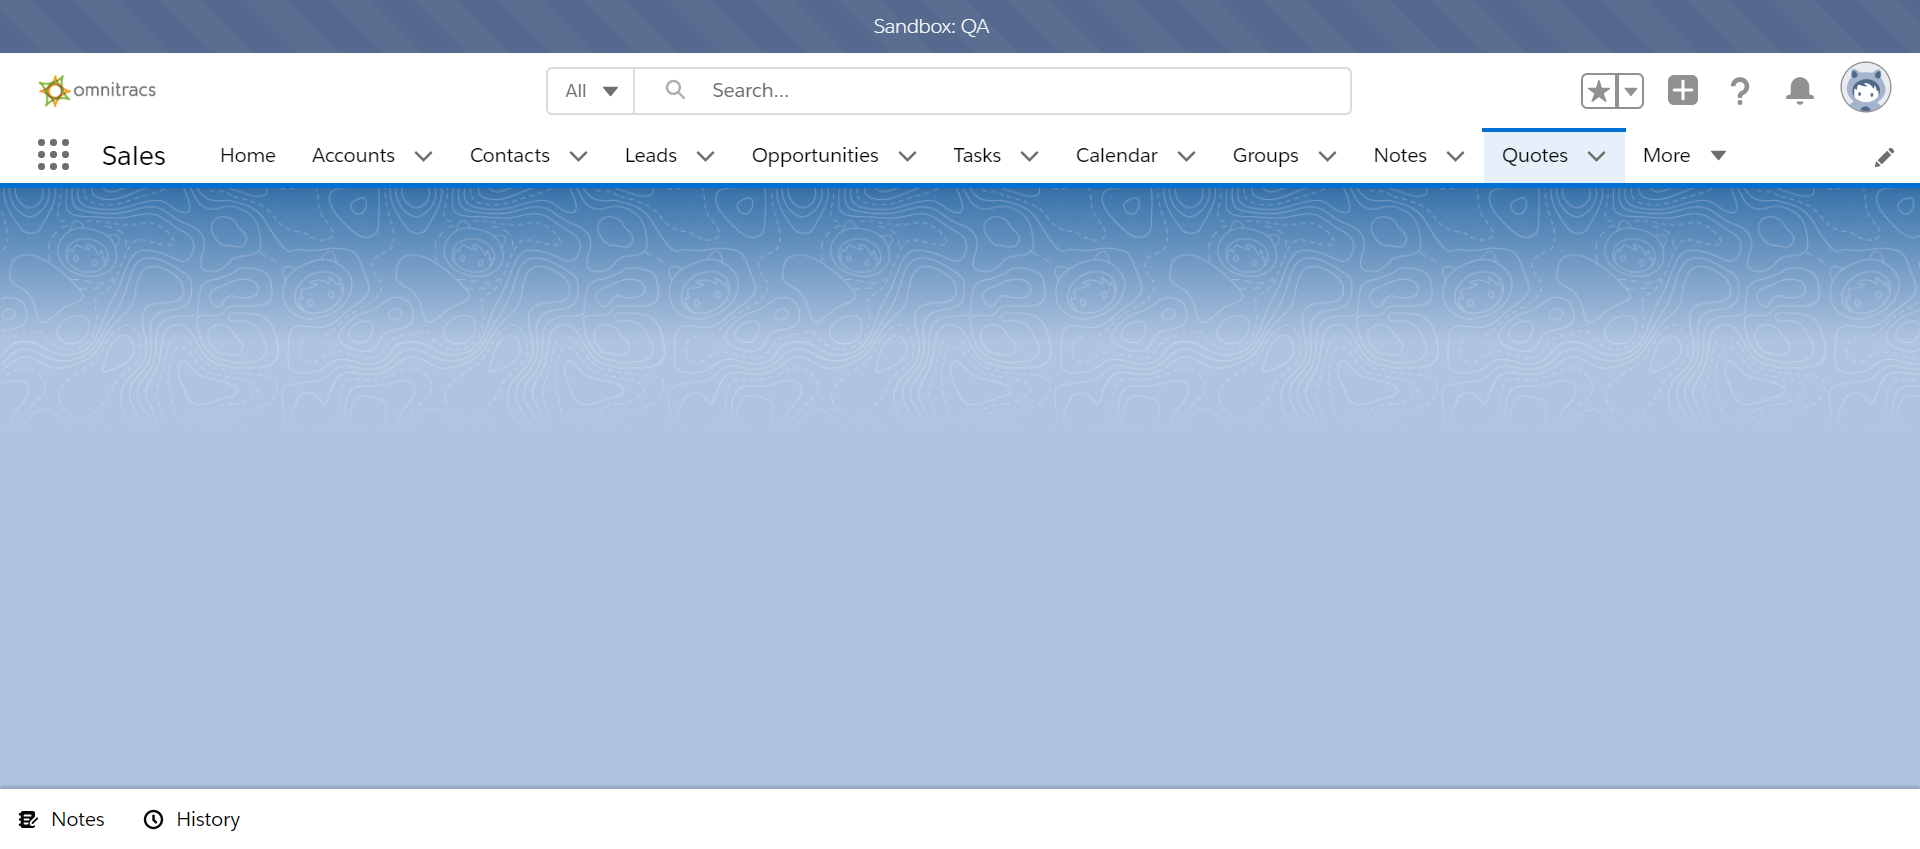 Sandbox: QA
omnitracs
All
Search...
Sales
Home
Accounts
Contacts
Leads
Opportunities
Tasks
Calendar
Groups
Notes
Quotes
More
Notes
History